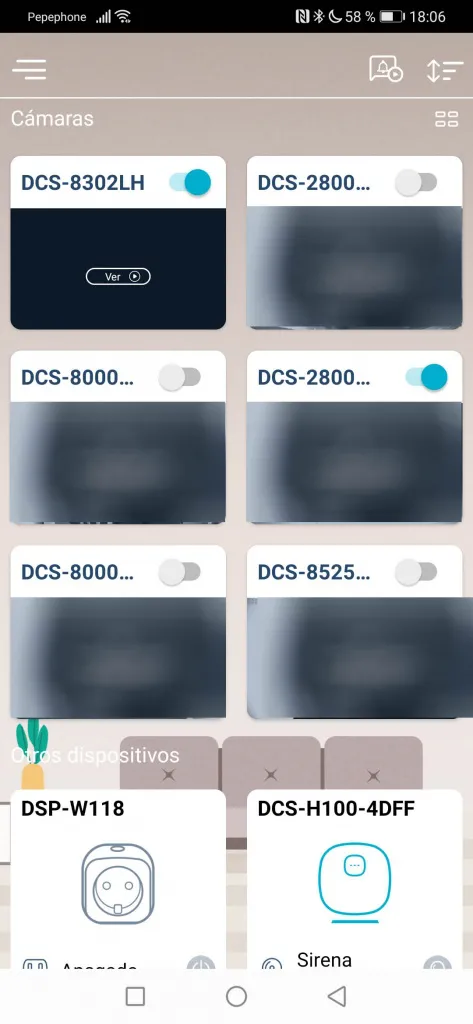 Pepephone 58 % 18:06
Cámaras
DCS-8302LH DCS-2800...
Ver
DCS-8000... DCS-2800...
DCS-8000... DCS-8525...
Otros dispositivos
DSP-W118 DCS-H100-4DFF
Apagado Sirena